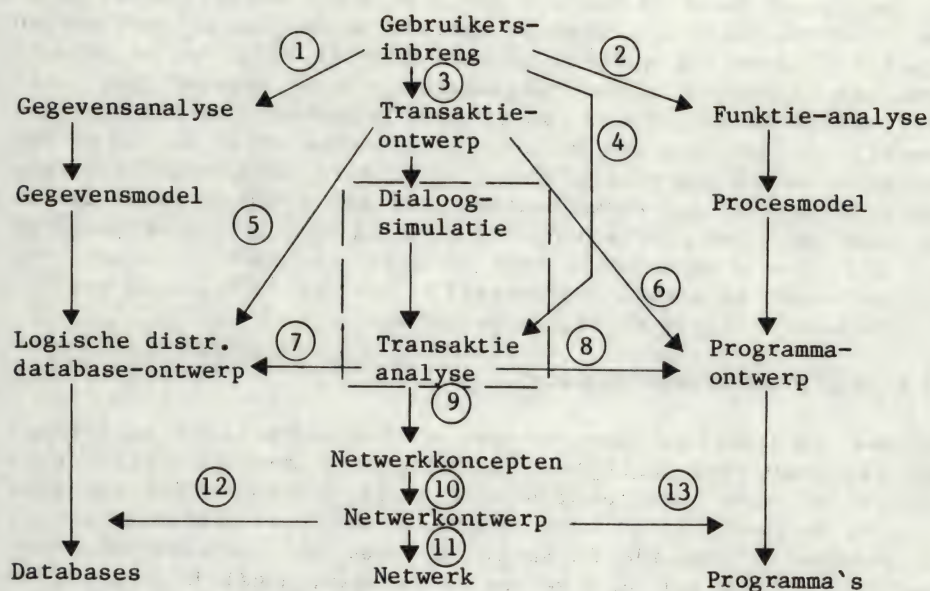 Gebruikers-
inbreng
1
2
3
Gegevensanalyse
Transaktie-
ontwerp
Funktie-analyse
4
Gegevensmodel
Dialoog-
simulatie
Procesmodel
5
6
Logische distr.
database-ontwerp
7
Transaktie
analyse
8
Programma-
ontwerp
9
Netwerkkoncepten
12
10
13
Netwerkontwerp
11
Databases
Netwerk
Programma`s